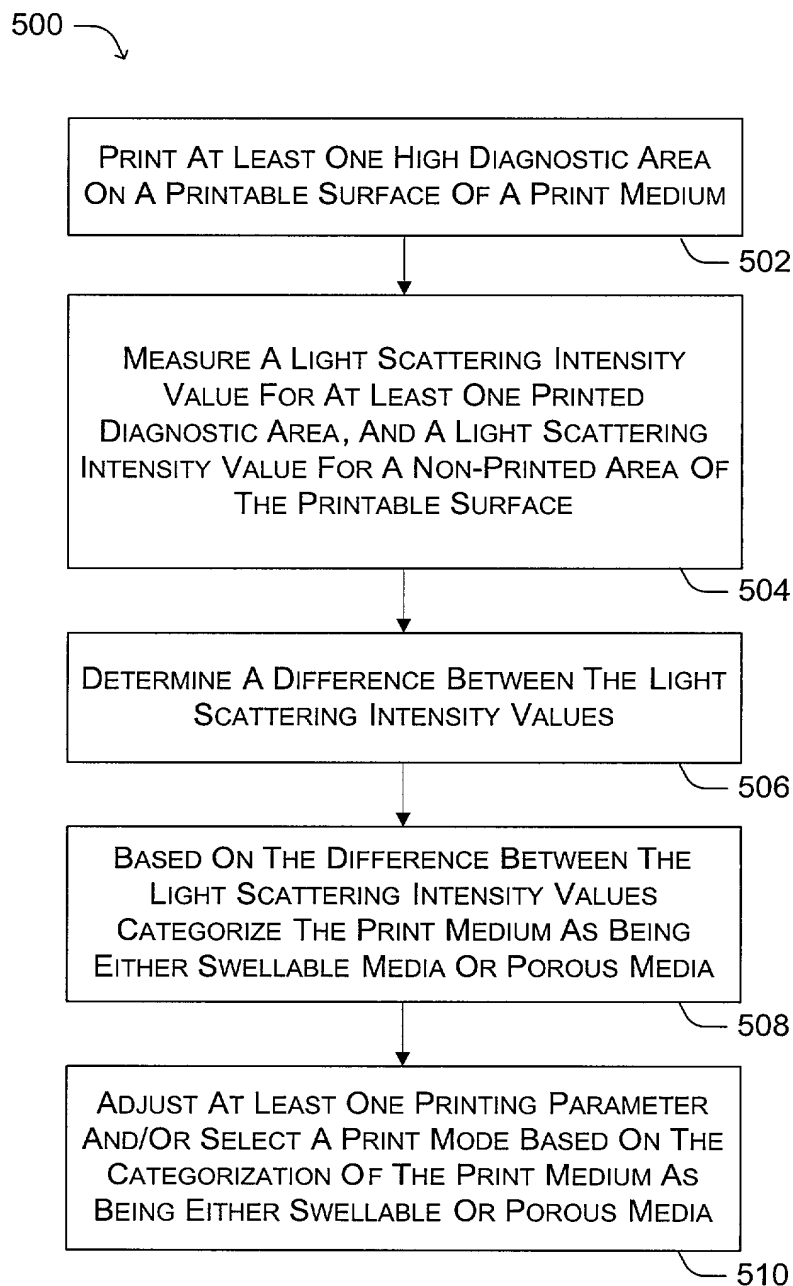 500
PRINT AT LEAST ONE HIGH DIAGNOSTIC AREA
ON A PRINTABLE SURFACE OF A PRINT MEDIUM
502
MEASURE A LIGHT SCATTERING INTENSITY
VALUE FOR AT LEAST ONE PRINTED
DIAGNOSTIC AREA, AND A LIGHT SCATTERING
INTENSITY VALUE FOR A NON-PRINTED AREA OF
THE PRINTABLE SURFACE
504
DETERMINE A DIFFERENCE BETWEEN THE LIGHT
SCATTERING INTENSITY VALUES
506
BASED ON THE DIFFERENCE BETWEEN THE
LIGHT SCATTERING INTENSITY VALUES
CATEGORIZE THE PRINT MEDIUM AS BEING
EITHER SWELLABLE MEDIA OR POROUS MEDIA
508
ADJUST AT LEAST ONE PRINTING PARAMETER
AND/OR SELECT A PRINT MODE BASED ON THE
CATEGORIZATION OF THE PRINT MEDIUM AS
BEING EITHER SWELLABLE OR POROUS MEDIA
510